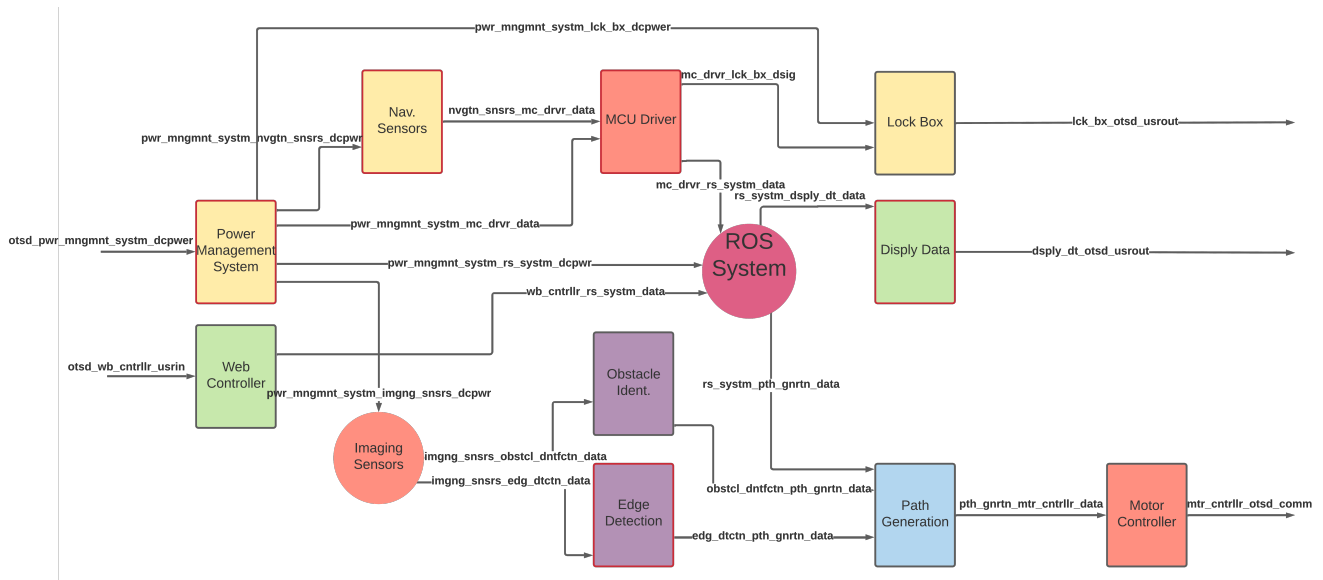 pwr_mngmnt_systm_lck_bx_dcpwer
mc_drvr_lck_bx_dsig
Nav.
Sensors
nvgtn_snsrs_mc_drvr_data
MCU Driver
Lock Box
lck_bx_otsd_usrout
pwr_mngmnt_systm_nvgtn_snsrs_dcpwr
mc_drvr_rs_systm_data
rs_systm_dsply_dt_data
pwr_mngmnt_systm_mc_drvr_data
otsd_pwr_mngmnt_systm_dcpwer
Power
Management
System
ROS
System
Disply Data
dsply_dt_otsd_usrout
pwr_mngmnt_systm_rs_systm_dcpwr
wb_cntrllr_rs_systm_data
otsd_wb_cntrllr_usrin
Web
Controller
pwr_mngmnt_systm_imgng_snsrs_dcpwr
Obstacle
Ident.
rs_systm_pth_gnrtn_data
Imaging
Sensors
imgng_snsrs_obstcl_dntfctn_data
imgng_snsrs_edg_dtctn_data
obstcl_dntfctn_pth_gnrtn_data
Edge
Detection
edg_dtctn_pth_gnrtn_data
Path
Generation
pth_gnrtn_mtr_cntrllr_data
Motor
Controller
mtr_cntrllr_otsd_comm